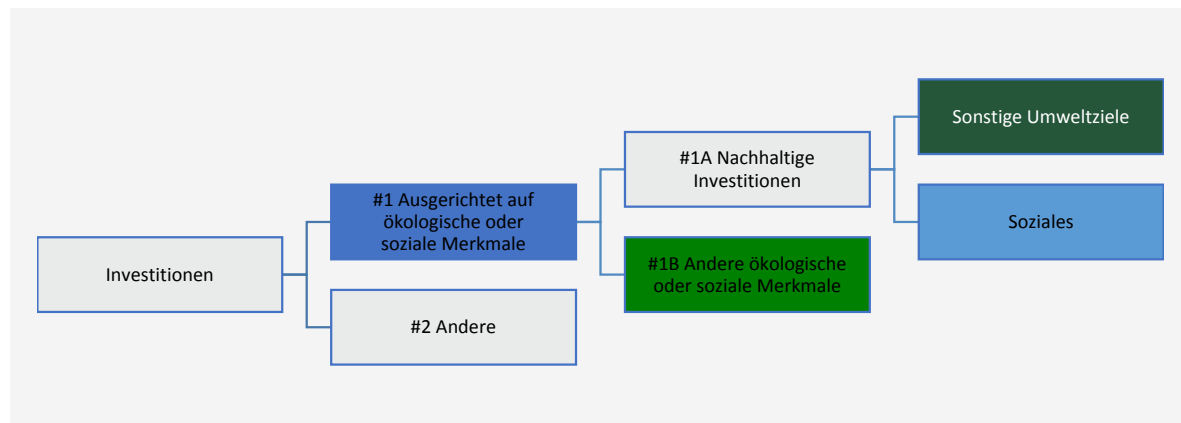 Investitionen
#1 Ausgerichtet auf
ökologische oder
soziale Merkmale
#2 Andere
#1A Nachhaltige
Investitionen
#1B Andere ökologische
oder soziale Merkmale
Sonstige Umweltziele
Soziales